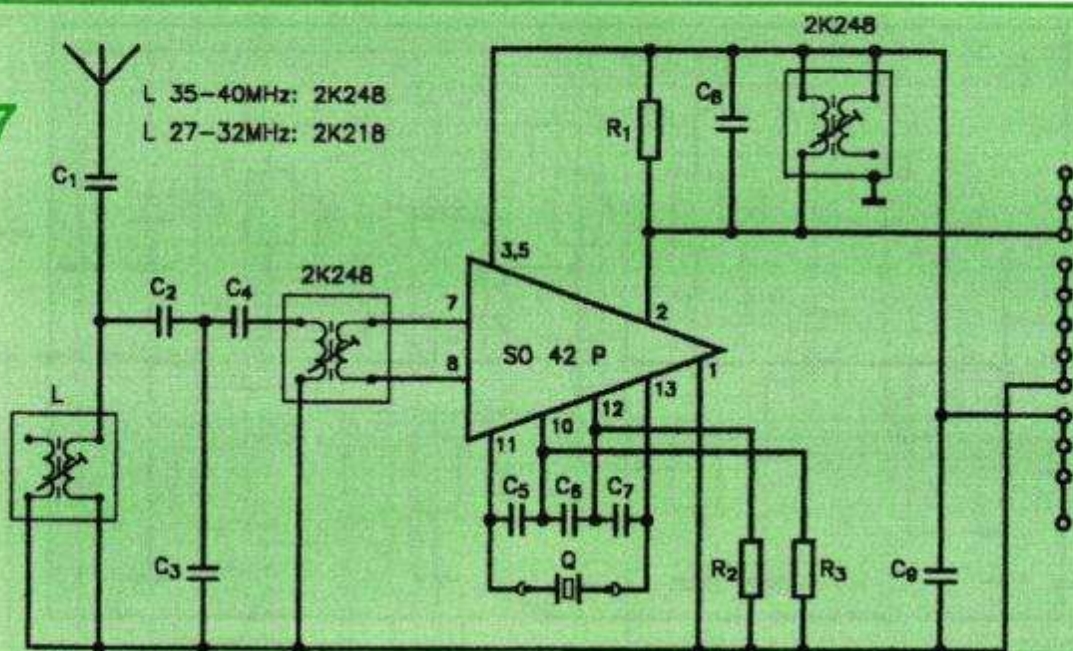 2K248
7
L 35-40MHz: 2K248
L 27-32MHz: 2K218
C₁
R₁
C₈
C₂
C₄
2K248
3,5
7
8
2
SO 42 P
1
13
12
10
11
L
C₅
C₆
C₇
C₃
Q
R₂
R₃
C₉